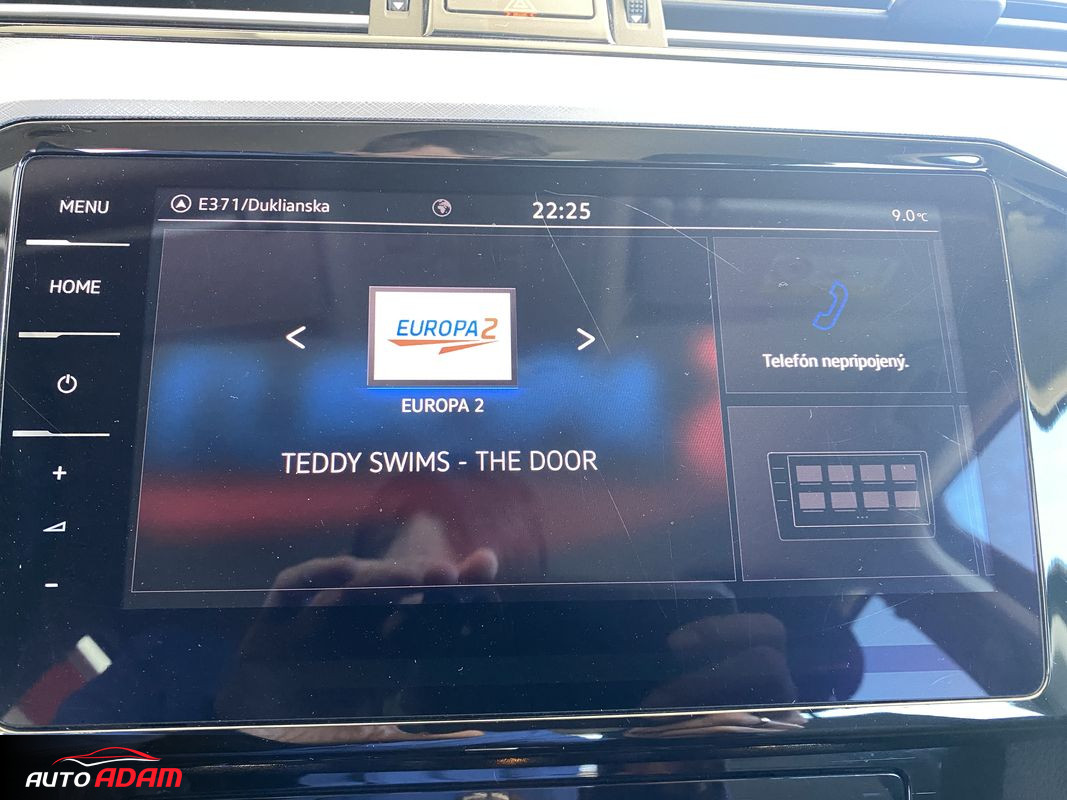 MENU
E371/Duklianska
22:25
9.0°C
HOME
EUROPA 2
EUROPA 2
Telefón nepripojený.
TEDDY SWIMS - THE DOOR
+
-
AUTO ADAM